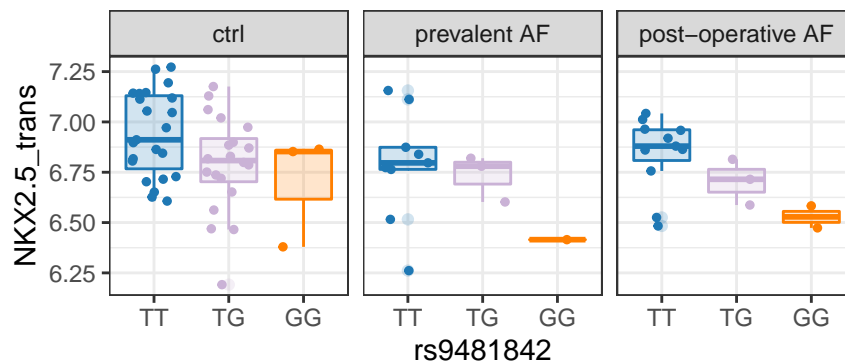 ctrl prevalent AF post−operative AF
NKX2.5_trans
7.25
7.00
6.75
6.50
6.25
TT TG GG TT TG GG TT TG GG
rs9481842